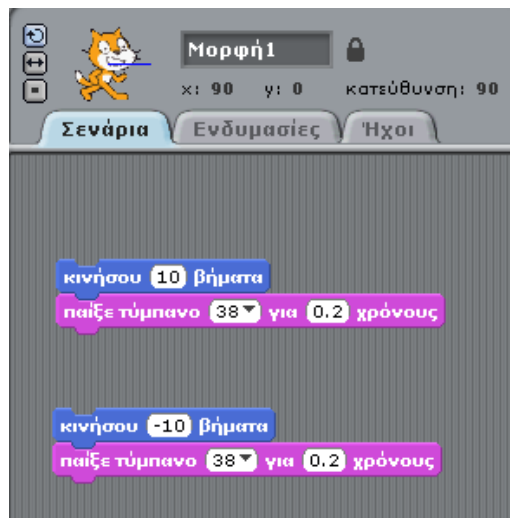 Μορφή1
x: 90 y: 0 κατεύθυνση: 90
Σενάρια Ενδυμασίες Ήχοι
κινήσου 10 βήματα
παίξε τύμπανο 38 για 0.2 χρόνους
κινήσου -10 βήματα
παίξε τύμπανο 38 για 0.2 χρόνους